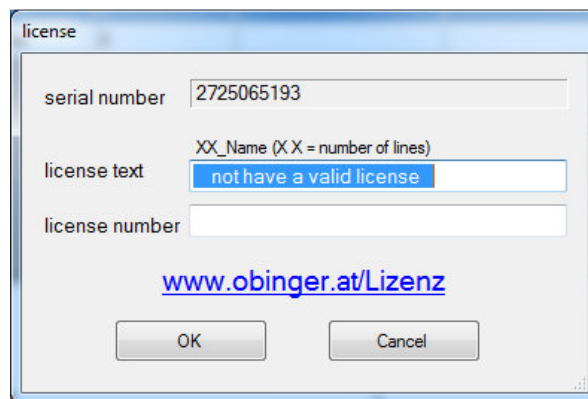 license
serial number 2725065193
XX_Name (X X = number of lines)
license text not have a valid license
license number
www.obinger.at/Lizenz
OK Cancel